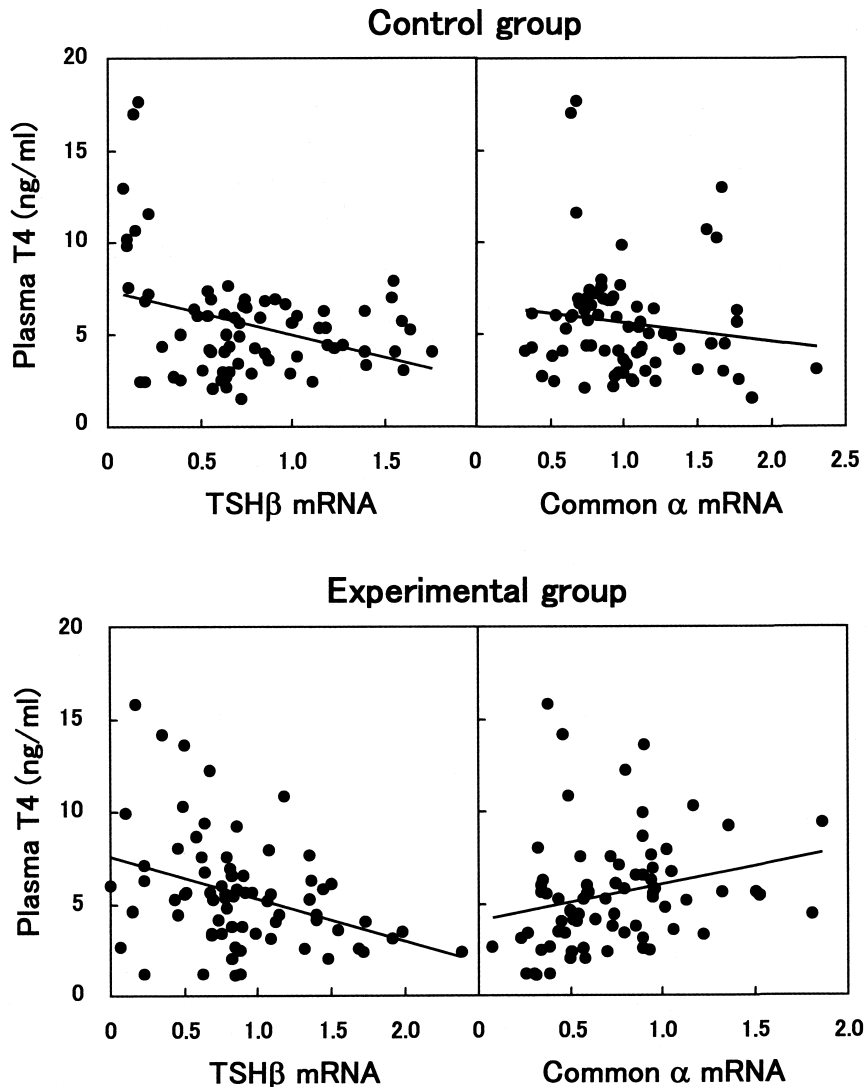 Control group
Plasma T4 (ng/ml)
20
15
10
5
0
0 0.5 1.0 1.5
0 0.5 1.0 1.5 2.0 2.5
TSHβ mRNA
Common α mRNA
Experimental group
Plasma T4 (ng/ml)
20
15
10
5
0
0 0.5 1.0 1.5 2.0
0 0.5 1.0 1.5 2.0
TSHβ mRNA
Common α mRNA